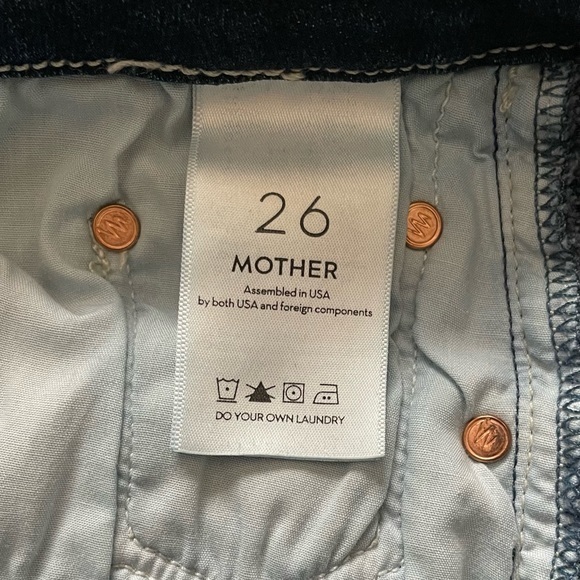 26
MOTHER
Assembled in USA
by both USA and foreign components
DO YOUR OWN LAUNDRY